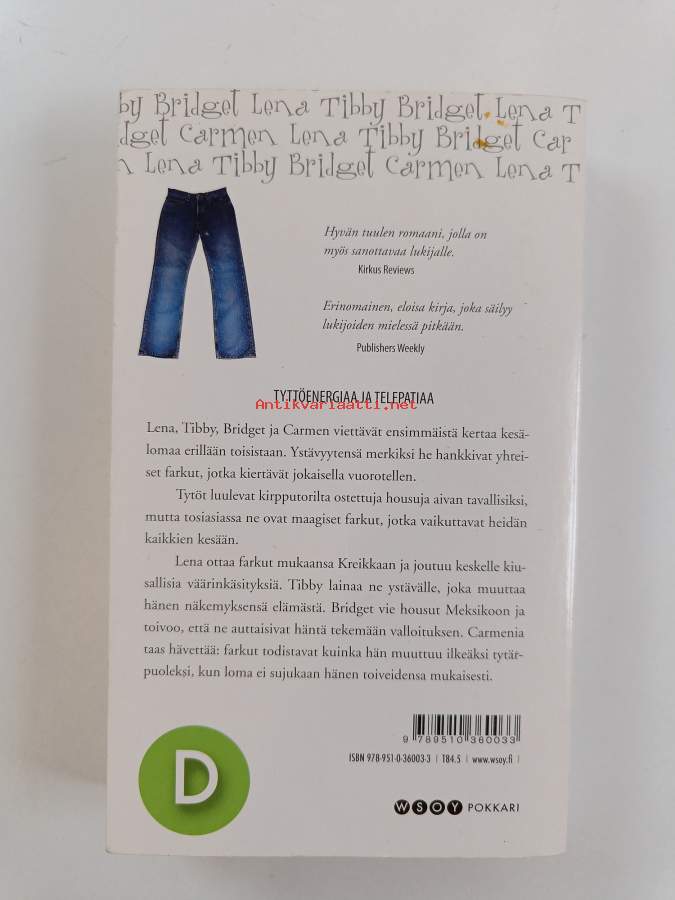 by Bridget Lena Tibby Bridget Lena T
dget Carmen Lena Tibby Bridget Car
n Lena Tibby Bridget Carmen Lena T
Hyvän tuulen romaani, jolla on
myös sanottavaa lukijalle.
Kirkus Reviews
Erinomainen, eloisa kirja, joka säilyy
lukijoiden mielessä pitkään.
Publishers Weekly
TYTTÖENERGIAA JA TELEPATIAA
Antikvariaatti.net
Lena, Tibby, Bridget ja Carmen viettävät ensimmäistä kertaa kesä-
lomaa erillään toisistaan. Ystävyytensä merkiksi he hankkivat yhtei-
set farkut, jotka kiertävät jokaisella vuorotellen.
Tytöt luulevat kirpputorilta ostettuja housuja aivan tavallisiksi,
mutta tosiasiassa ne ovat maagiset farkut, jotka vaikuttavat heidän
kaikkien kesään.
Lena ottaa farkut mukaansa Kreikkaan ja joutuu keskelle kiu-
sallisia väärinkäsityksiä. Tibby lainaa ne ystävälle, joka muuttaa
hänen näkemyksensä elämästä. Bridget vie housut Meksikoon ja
toivoo, että ne auttaisivat häntä tekemään valloituksen. Carmenia
taas hävettää: farkut todistavat kuinka hän muuttuu ilkeäksi tytär-
puoleksi, kun loma ei sujukaan hänen toiveidensa mukaisesti.
9 789510 360033
ISBN 978-951-0-36003-3 | T84.5 | www.wsoy.fi |
D
WSOY POKKARI